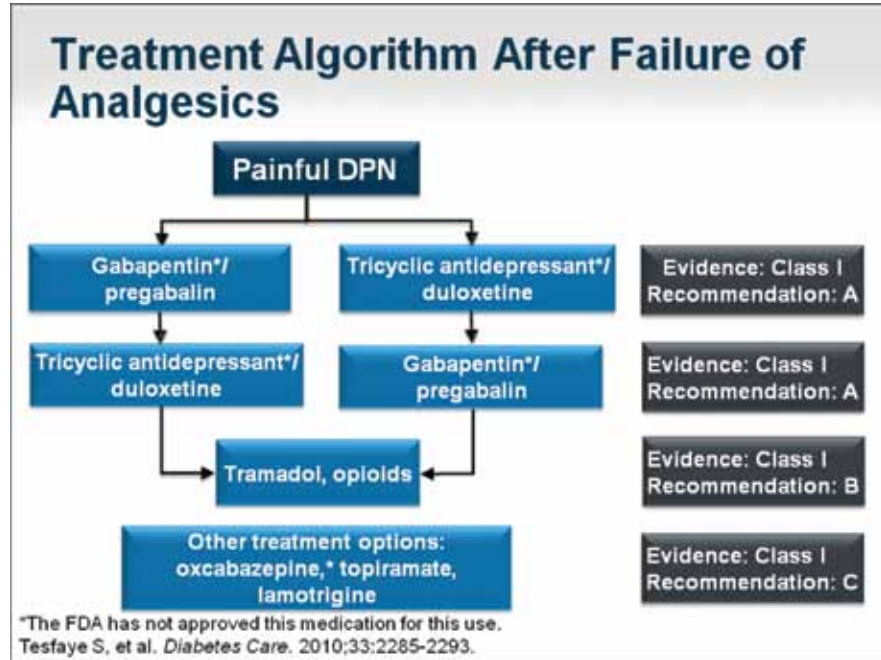 Treatment Algorithm After Failure of
Analgesics
Painful DPN
Gabapentin*/
pregabalin
Tricyclic antidepressant*/
duloxetine
Evidence: Class I
Recommendation: A
Tricyclic antidepressant*/
duloxetine
Gabapentin*/
pregabalin
Evidence: Class I
Recommendation: A
Tramadol, opioids
Evidence: Class I
Recommendation: B
Other treatment options:
oxcabazepine,* topiramate,
lamotrigine
Evidence: Class I
Recommendation: C
*The FDA has not approved this medication for this use.
Tesfaye S, et al. Diabetes Care. 2010;33:2285-2293.